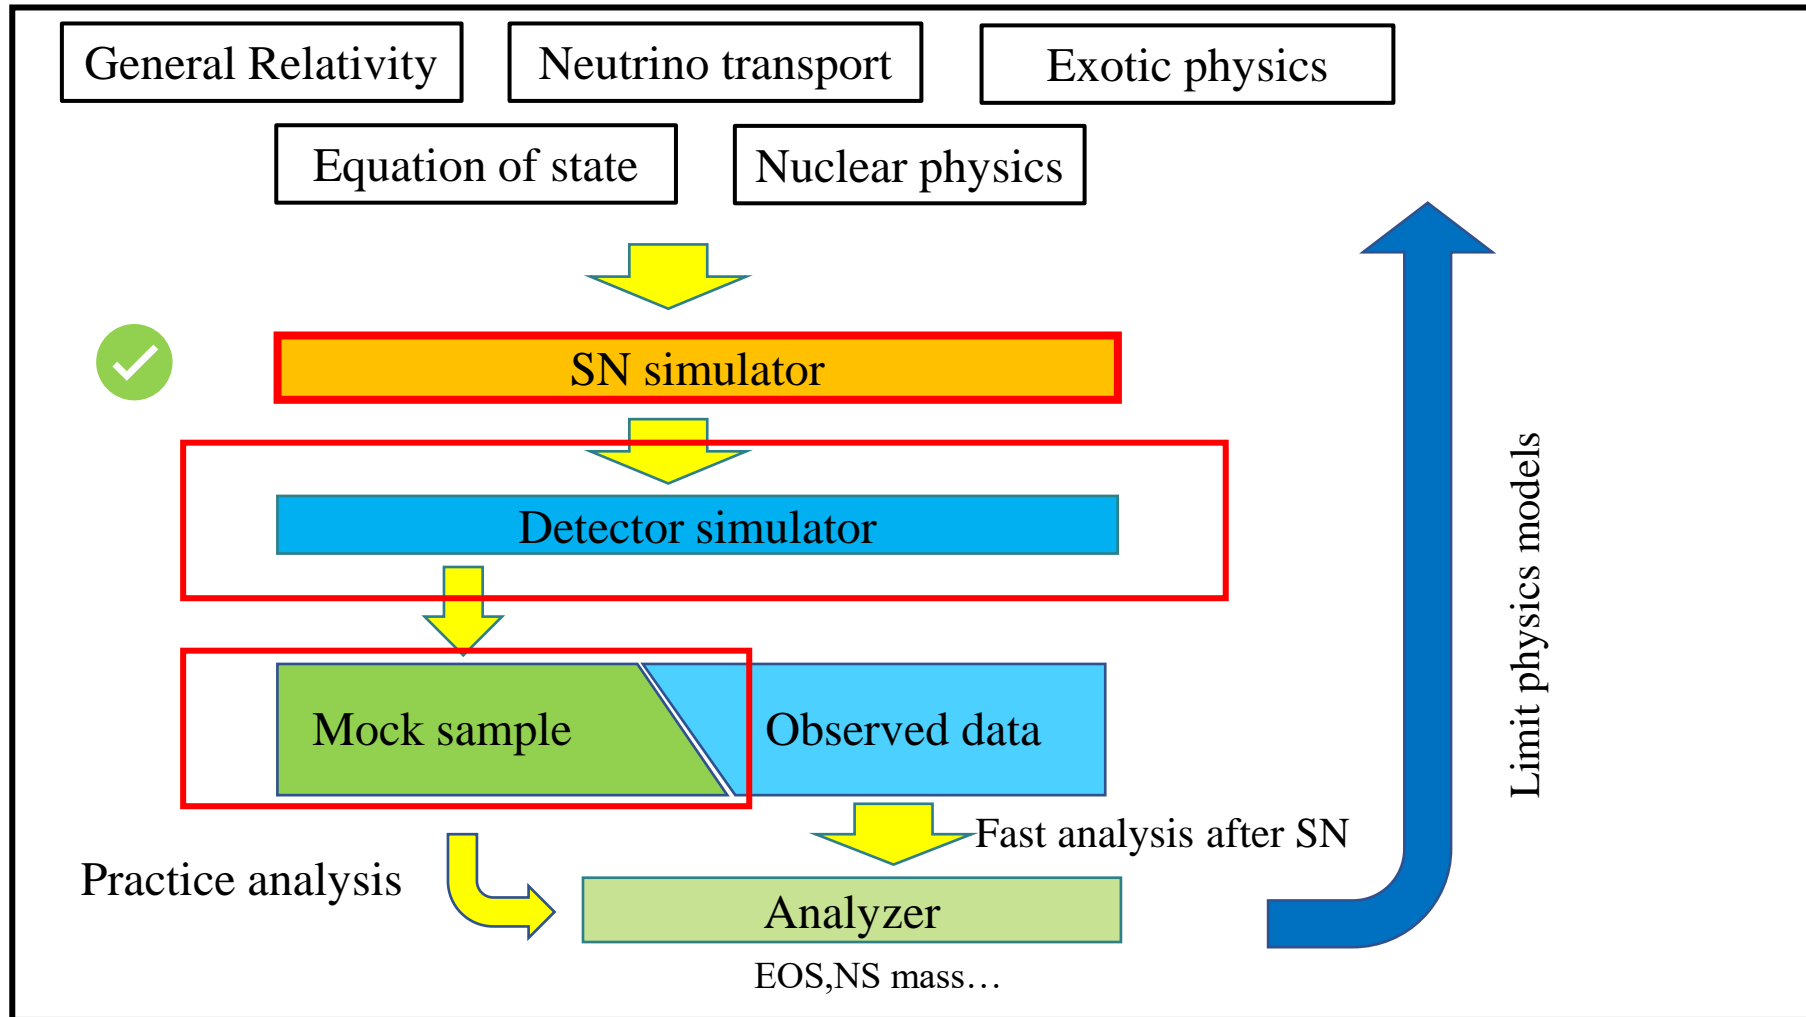 General Relativity
Neutrino transport
Exotic physics
Equation of state
Nuclear physics
SN simulator
Detector simulator
Mock sample
Observed data
Fast analysis after SN
Practice analysis
Analyzer
EOS,NS mass…
Limit physics models